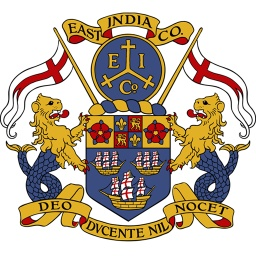 EAST INDIA CO.
E I
Co
DEO DVCENTE NIL NOCET